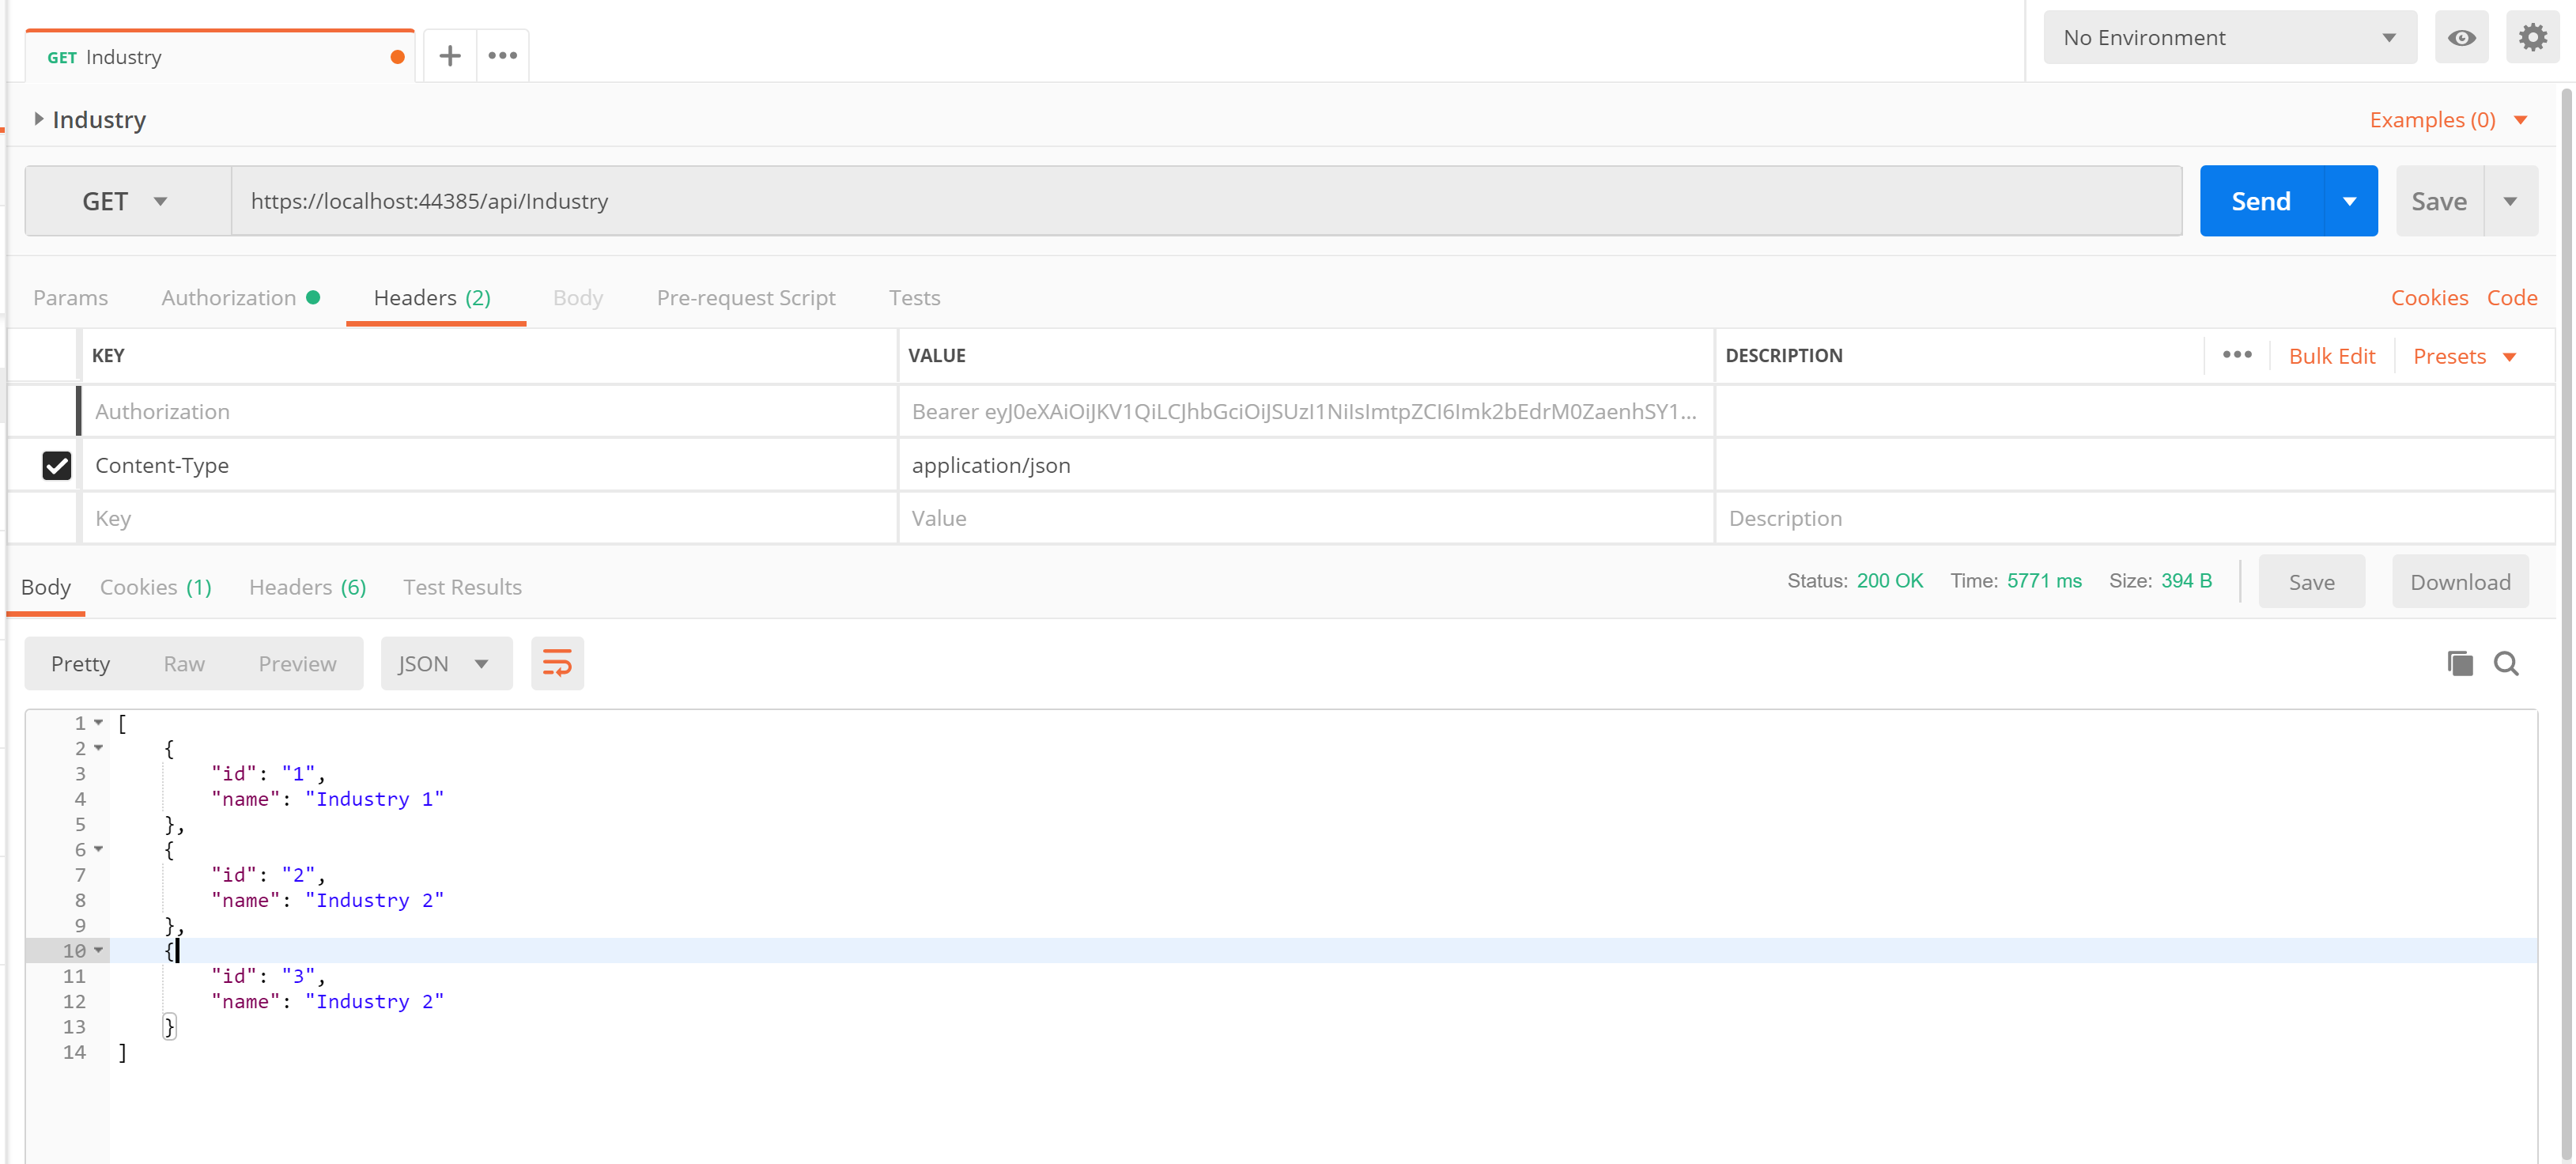 GET Industry
No Environment
Industry
Examples (0)
GET https://localhost:44385/api/Industry Send Save
Params Authorization Headers (2) Body Pre-request Script Tests Cookies Code
KEY VALUE DESCRIPTION Bulk Edit Presets
Authorization Bearer eyJ0eXAiOiJKV1QiLCJhbGciOiJSUzI1NiIsImtpZCI6Imk2bEdrM0ZaenhSY1...
Content-Type application/json
Key Value Description
Body Cookies (1) Headers (6) Test Results Status: 200 OK Time: 5771 ms Size: 394 B Save Download
Pretty Raw Preview JSON
1 [
2 {
3 "id": "1",
4 "name": "Industry 1"
5 },
6 {
7 "id": "2",
8 "name": "Industry 2"
9 },
10 {
11 "id": "3",
12 "name": "Industry 2"
13 }
14 ]